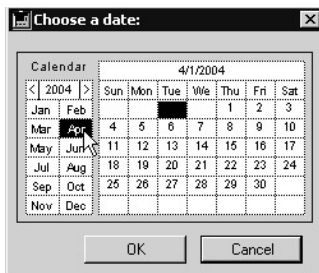 Choose a date:
Calendar 4/1/2004
< 2004 > Sun Mon Tue We Thu Fri Sat
Jan Feb 1 2 3
Mar Apr 4 5 6 7 8 9 10
May Jun 11 12 13 14 15 16 17
Jul Aug 18 19 20 21 22 23 24
Sep Oct 25 26 27 28 29 30
Nov Dec
OK Cancel